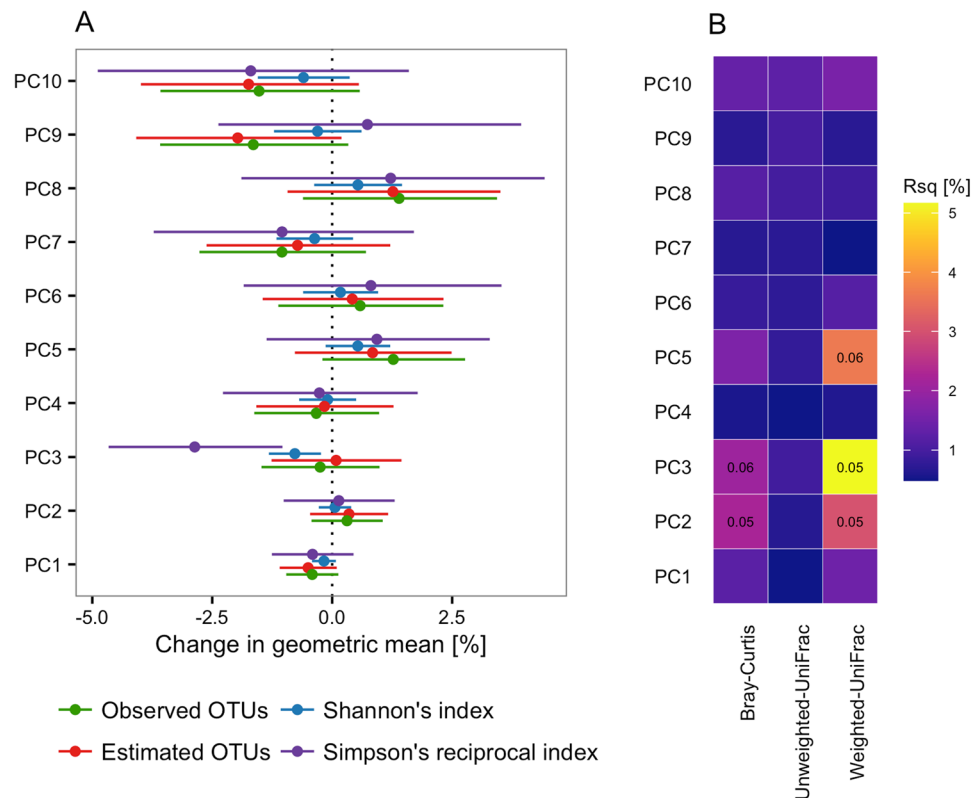 A
PC10
PC9
PC8
PC7
PC6
PC5
PC4
PC3
PC2
PC1
-5.0 -2.5 0.0 2.5
Change in geometric mean [%]
Observed OTUs
Shannon's index
Estimated OTUs
Simpson's reciprocal index
B
PC10
PC9
PC8
PC7
PC6
PC5 0.06
PC4
PC3 0.06 0.05
PC2 0.05 0.05
PC1
Bray-Curtis
Unweighted-UniFrac
Weighted-UniFrac
Rsq [%]
5
4
3
2
1